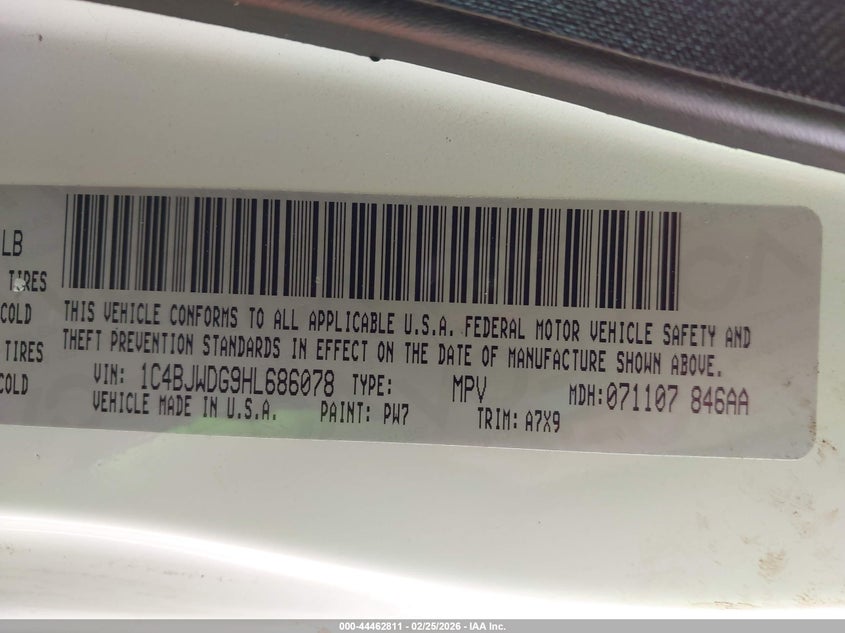 LB
TIRES
COLD
TIRES
COLD
THIS VEHICLE CONFORMS TO ALL APPLICABLE U.S.A. FEDERAL MOTOR VEHICLE SAFETY AND
THEFT PREVENTION STANDARDS IN EFFECT ON THE DATE OF MANUFACTURE SHOWN ABOVE.
VIN: 1C4BJWDG9HL686078 TYPE: MPV MDH:071107 846AA
VEHICLE MADE IN U.S.A. PAINT: PW7 TRIM: A7X9
000-44462811 - 02/25/2026 - IAA Inc.